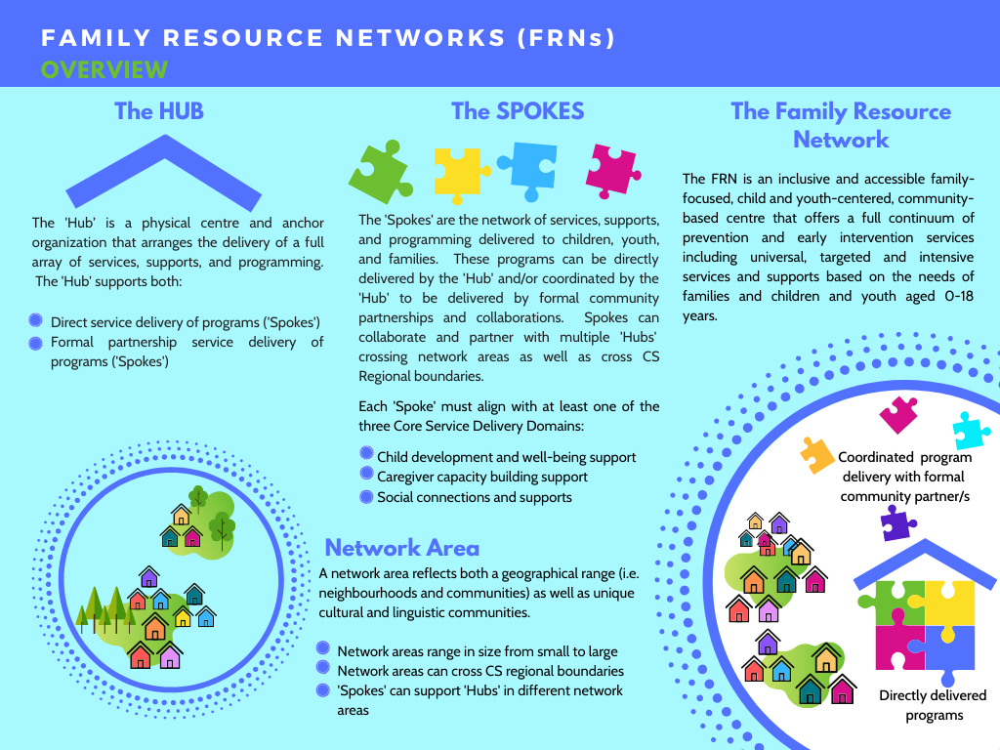 FAMILY RESOURCE NETWORKS (FRNs)
OVERVIEW
The HUB
The 'Hub' is a physical centre and anchor
organization that arranges the delivery of a full
array of services, supports, and programming.
The 'Hub' supports both:
Direct service delivery of programs ('Spokes')
Formal partnership service delivery of
programs ('Spokes')
The SPOKES
The 'Spokes' are the network of services, supports,
and programming delivered to children, youth,
and families. These programs can be directly
delivered by the 'Hub' and/or coordinated by the
'Hub' to be delivered by formal community
partnerships and collaborations. Spokes can
collaborate and partner with multiple 'Hubs'
crossing network areas as well as cross CS
Regional boundaries.
Each 'Spoke' must align with at least one of the
three Core Service Delivery Domains:
Child development and well-being support
Caregiver capacity building support
Social connections and supports
Network Area
A network area reflects both a geographical range (i.e.
neighbourhoods and communities) as well as unique
cultural and linguistic communities.
Network areas range in size from small to large
Network areas can cross CS regional boundaries
'Spokes' can support 'Hubs' in different network
areas
The Family Resource
Network
The FRN is an inclusive and accessible family-
focused, child and youth-centered, community-
based centre that offers a full continuum of
prevention and early intervention services
including universal, targeted and intensive
services and supports based on the needs of
families and children and youth aged 0-18
years.
Coordinated program
delivery with formal
community partner/s
Directly delivered
programs